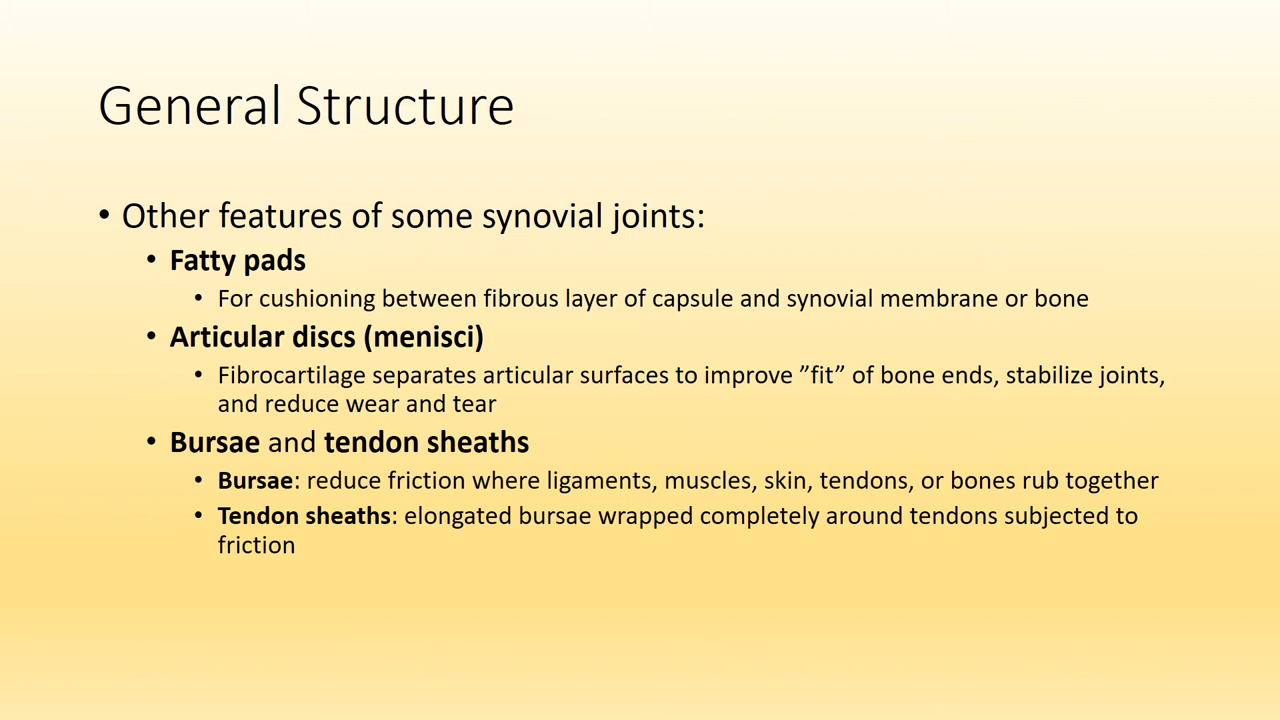 General Structure
• Other features of some synovial joints:
• Fatty pads
• For cushioning between fibrous layer of capsule and synovial membrane or bone
• Articular discs (menisci)
• Fibrocartilage separates articular surfaces to improve ”fit” of bone ends, stabilize joints,
and reduce wear and tear
• Bursae and tendon sheaths
• Bursae: reduce friction where ligaments, muscles, skin, tendons, or bones rub together
• Tendon sheaths: elongated bursae wrapped completely around tendons subjected to
friction